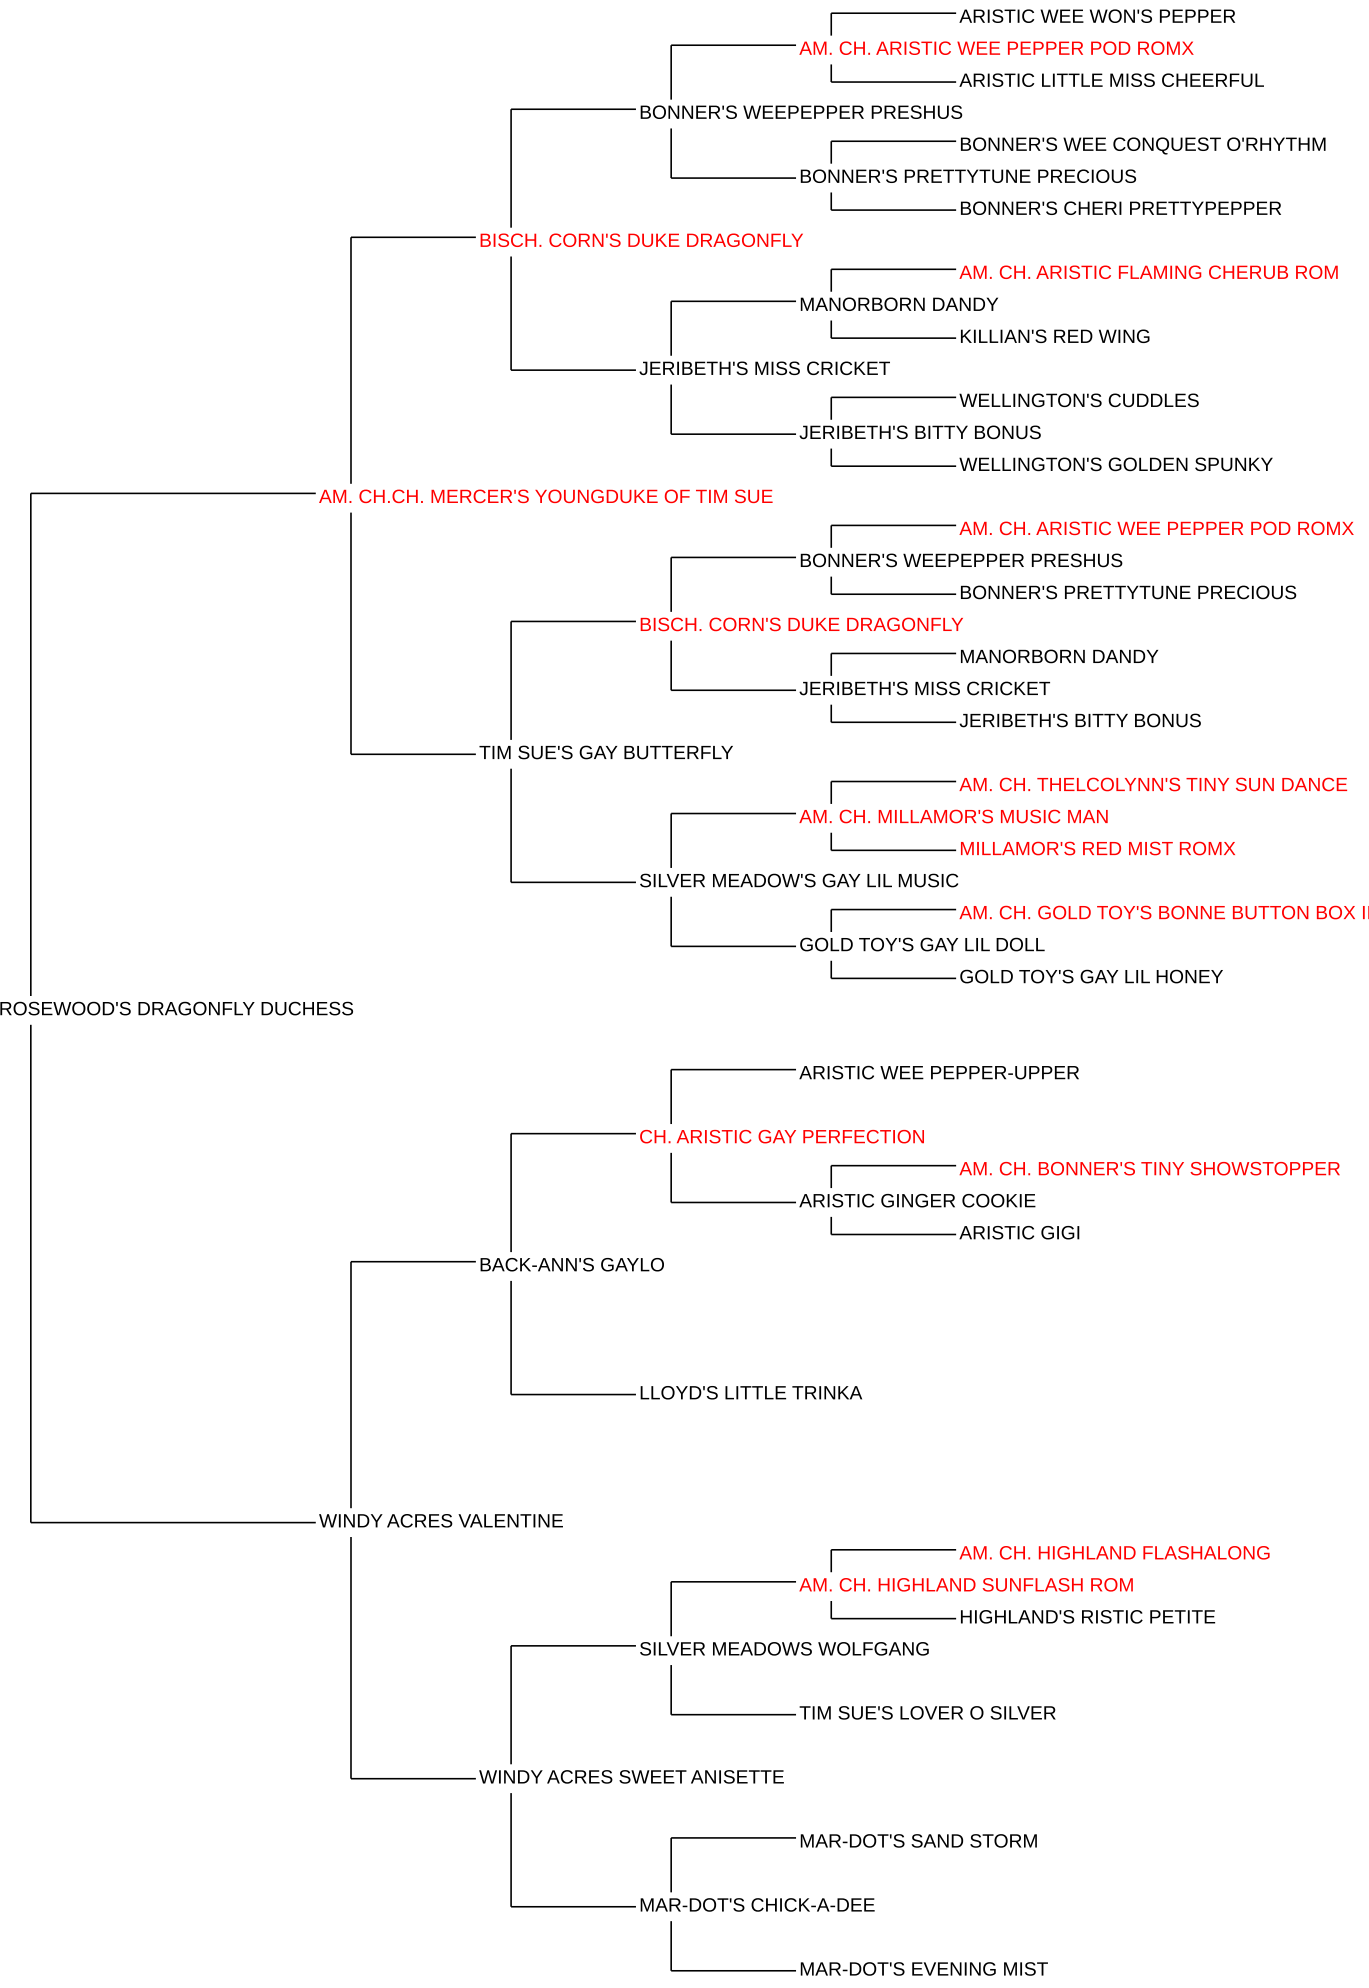 ARISTIC WEE WON'S PEPPER
AM. CH. ARISTIC WEE PEPPER POD ROMX
ARISTIC LITTLE MISS CHEERFUL
BONNER'S WEEPEPPER PRESHUS
BONNER'S WEE CONQUEST O'RHYTHM
BONNER'S PRETTYTUNE PRECIOUS
BONNER'S CHERI PRETTYPEPPER
BISCH. CORN'S DUKE DRAGONFLY
AM. CH. ARISTIC FLAMING CHERUB ROM
MANORBORN DANDY
KILLIAN'S RED WING
JERIBETH'S MISS CRICKET
WELLINGTON'S CUDDLES
JERIBETH'S BITTY BONUS
WELLINGTON'S GOLDEN SPUNKY
AM. CH.CH. MERCER'S YOUNGDUKE OF TIM SUE
AM. CH. ARISTIC WEE PEPPER POD ROMX
BONNER'S WEEPEPPER PRESHUS
BONNER'S PRETTYTUNE PRECIOUS
BISCH. CORN'S DUKE DRAGONFLY
MANORBORN DANDY
JERIBETH'S MISS CRICKET
JERIBETH'S BITTY BONUS
TIM SUE'S GAY BUTTERFLY
AM. CH. THELCOLYNN'S TINY SUN DANCE
AM. CH. MILLAMOR'S MUSIC MAN
MILLAMOR'S RED MIST ROMX
SILVER MEADOW'S GAY LIL MUSIC
AM. CH. GOLD TOY'S BONNE BUTTON BOX
GOLD TOY'S GAY LIL DOLL
GOLD TOY'S GAY LIL HONEY
ROSEWOOD'S DRAGONFLY DUCHESS
ARISTIC WEE PEPPER-UPPER
CH. ARISTIC GAY PERFECTION
AM. CH. BONNER'S TINY SHOWSTOPPER
ARISTIC GINGER COOKIE
ARISTIC GIGI
BACK-ANN'S GAYLO
LLOYD'S LITTLE TRINKA
WINDY ACRES VALENTINE
AM. CH. HIGHLAND FLASHALONG
AM. CH. HIGHLAND SUNFLASH ROM
HIGHLAND'S RISTIC PETITE
SILVER MEADOWS WOLFGANG
TIM SUE'S LOVER O SILVER
WINDY ACRES SWEET ANISETTE
MAR-DOT'S SAND STORM
MAR-DOT'S CHICK-A-DEE
MAR-DOT'S EVENING MIST